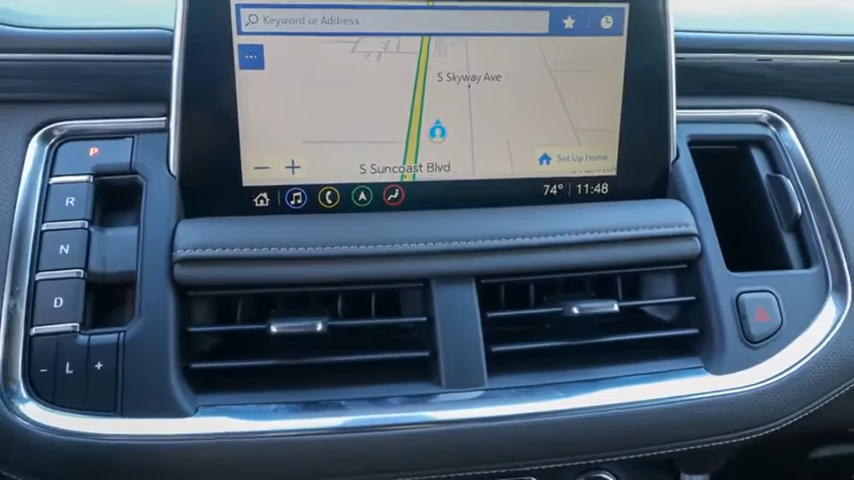 Keyword or Address
S Skyway Ave
S Suncoast Blvd
Set Up Home
74° 11:48
P
R
N
D
- L +